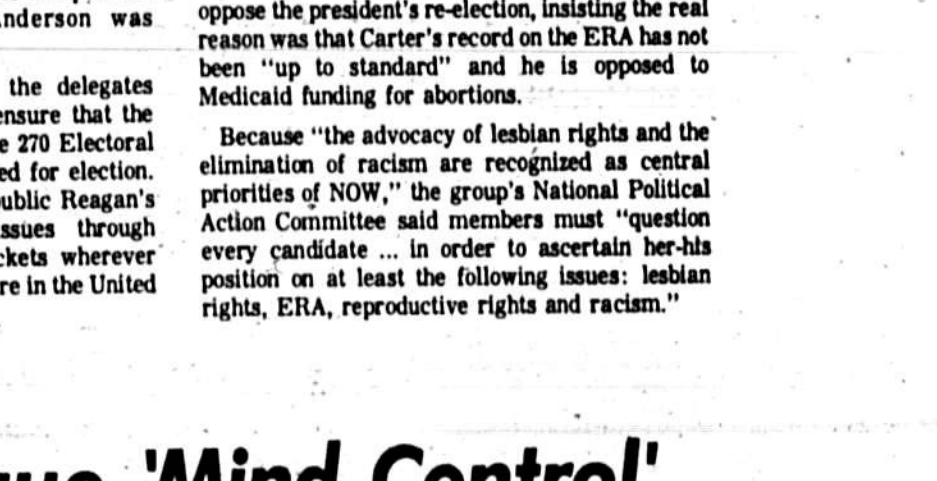 nderson was
the delegates
ensure that the
e 270 Electoral
ed for election.
ublic Reagan's
ssues through
ckets wherever
re in the United
oppose the president's re-election, insisting the real
reason was that Carter's record on the ERA has not
been "up to standard" and he is opposed to
Medicaid funding for abortions.
Because "the advocacy of lesbian rights and the
elimination of racism are recognized as central
priorities of NOW," the group's National Political
Action Committee said members must "question
every candidate ... in order to ascertain her-his
position on at least the following issues: lesbian
rights, ERA, reproductive rights and racism."
'Mind Control'